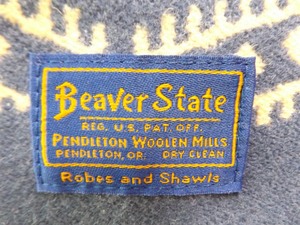 Beaver State
REG. U.S. PAT. OFF.
PENDLETON WOOLEN MILLS
PENDLETON, OR. DRY CLEAN
Robes and Shawls